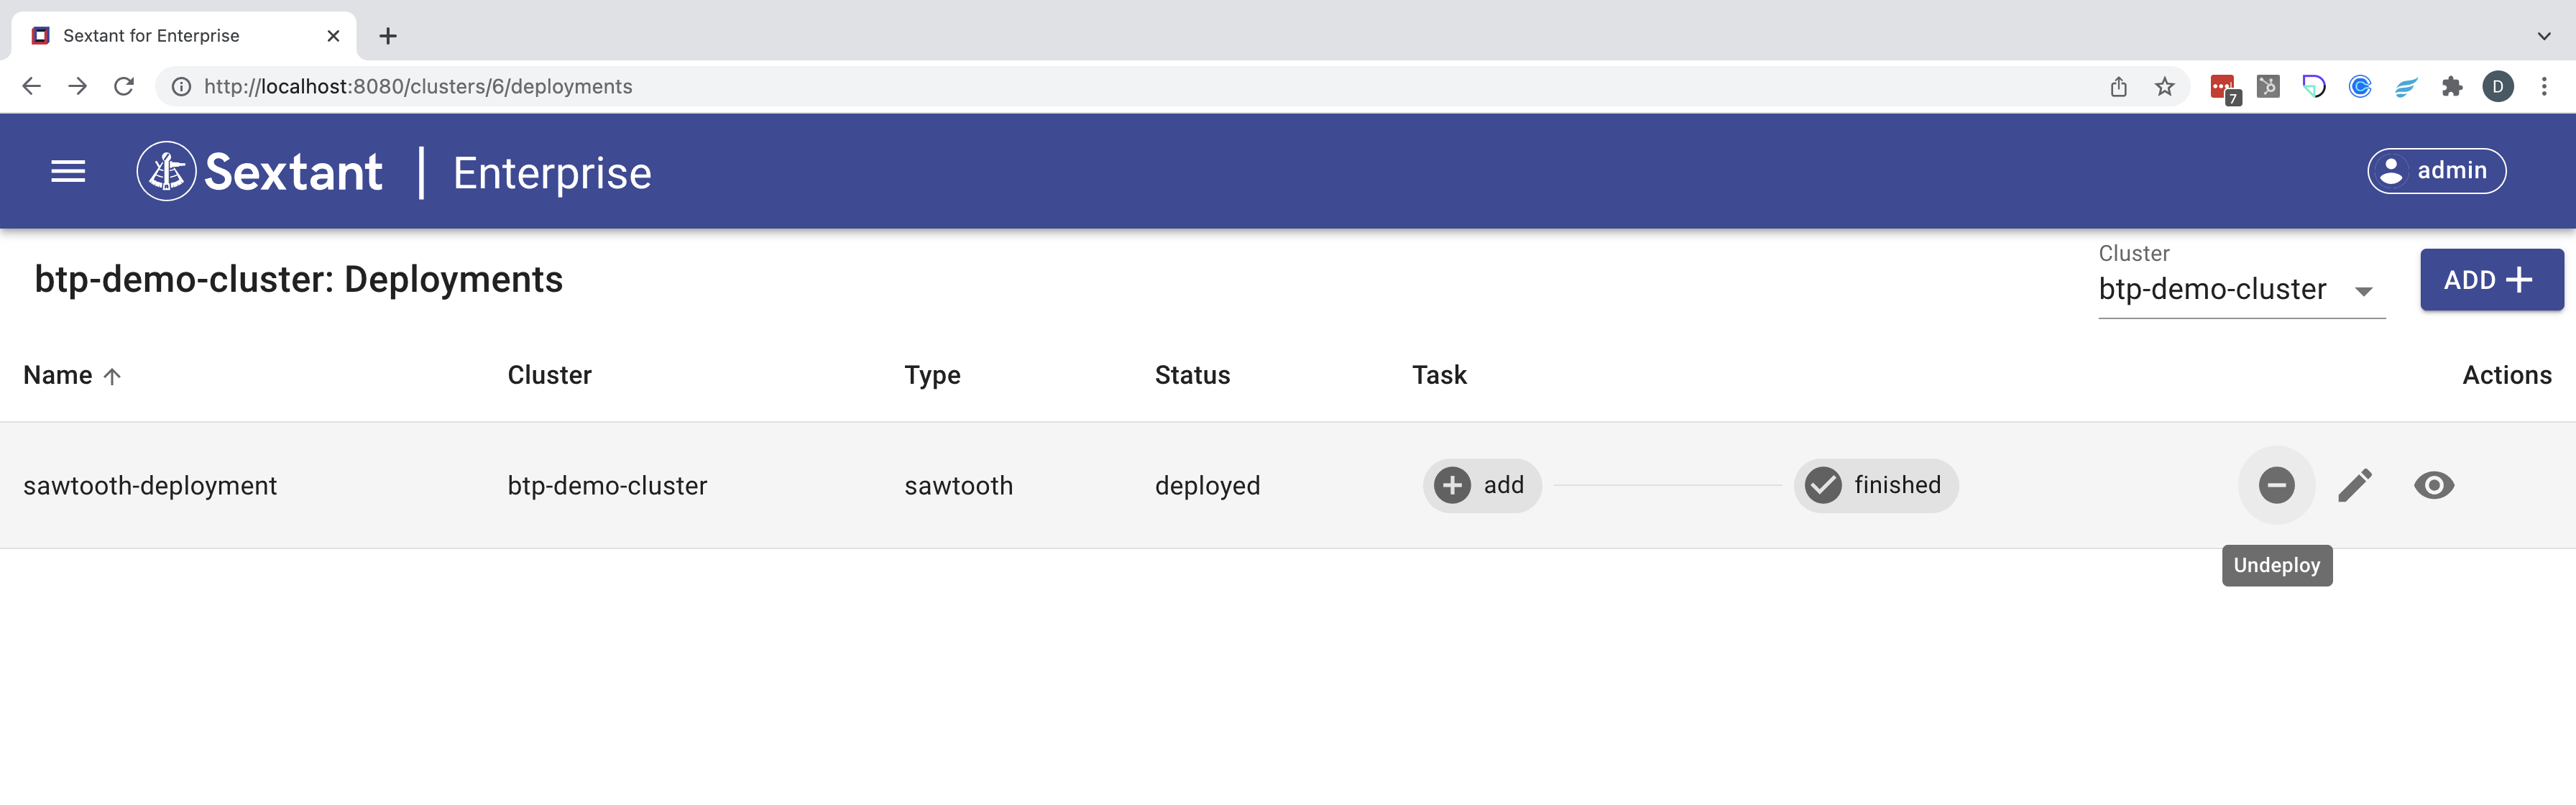 Sextant for Enterprise
http://localhost:8080/clusters/6/deployments
7
D
Sextant | Enterprise
admin
btp-demo-cluster: Deployments
Cluster
btp-demo-cluster
ADD
Name Cluster Type Status Task Actions
sawtooth-deployment btp-demo-cluster sawtooth deployed add finished
Undeploy